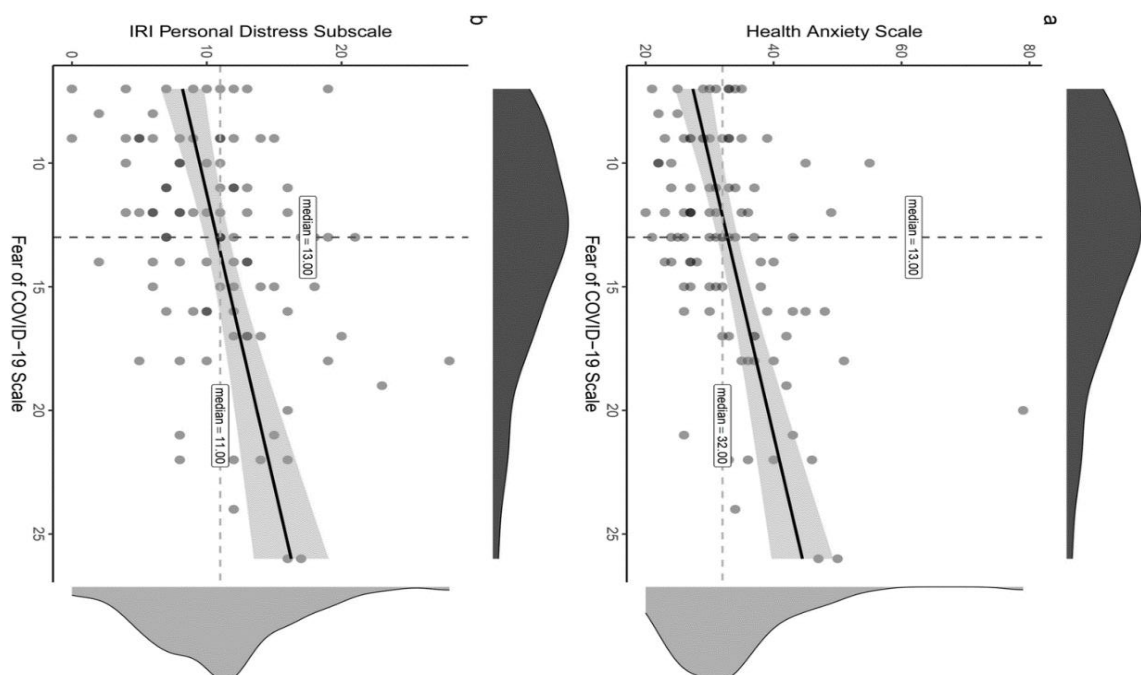 a
Health Anxiety Scale
80
60
40
20
median = 13.00
median = 32.00
10
15
20
25
Fear of COVID−19 Scale
b
IRI Personal Distress Subscale
20
10
0
median = 13.00
median = 11.00
10
15
20
25
Fear of COVID−19 Scale